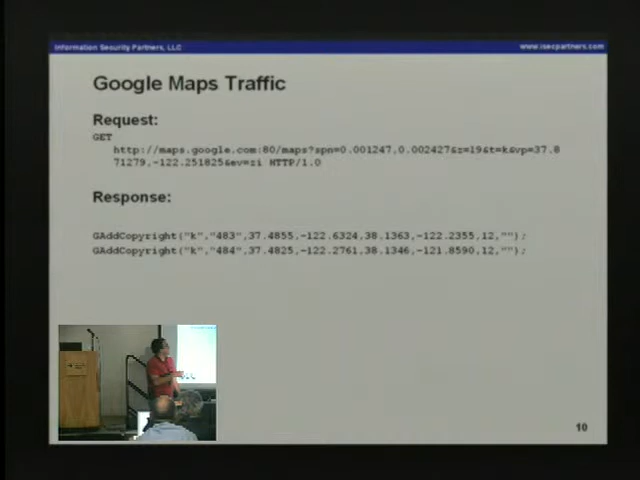 Information Security Partners, LLC
www.isecpartners.com
Google Maps Traffic
Request:
GET
http://maps.google.com:80/maps?spn=0.001247,0.002427&z=19&t=k&vp=37.8
71279,-122.251825&ev=zi HTTP/1.0
Response:
GAddCopyright("k","483",37.4855,-122.6324,38.1363,-122.2355,12,"");
GAddCopyright("k","484",37.4825,-122.2761,38.1346,-121.8590,12,"");
10